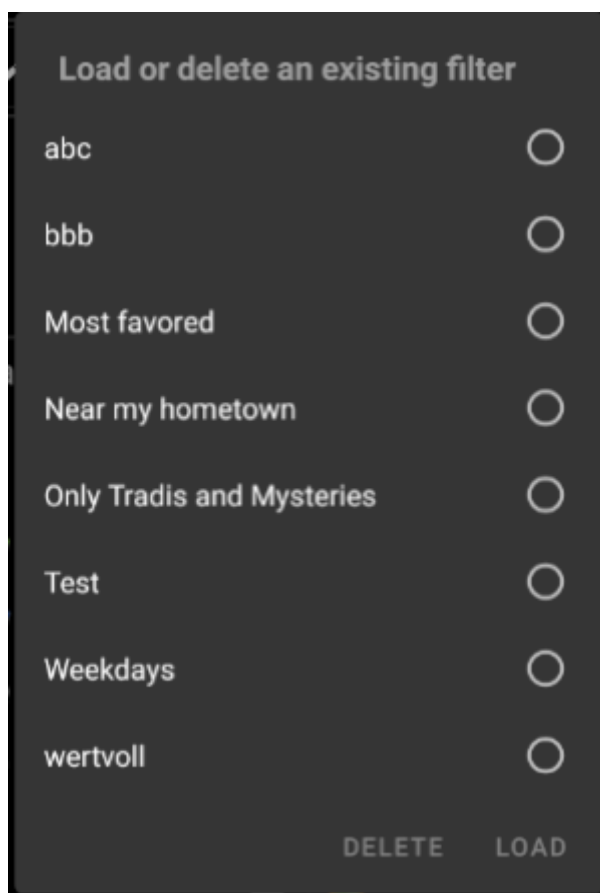 Load or delete an existing filter
abc
bbb
Most favored
Near my hometown
Only Tradis and Mysteries
Test
Weekdays
wertvoll
DELETE LOAD